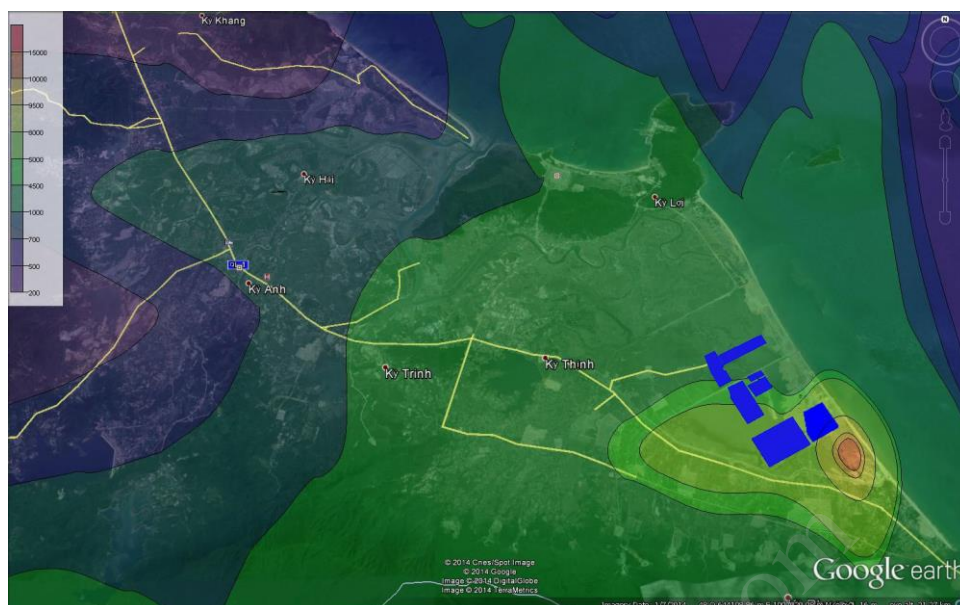 N
Kỳ Khang
15000
10000
9500
6000
5000
4500
1000
700
500
200
Kỳ Hải
Kỳ Lợi
H
Kỳ Anh
Kỳ Trinh
Kỳ Thịnh
© 2014 Cnes/Spot Image
© 2014 Google
Image © 2014 DigitalGlobe
Image © 2014 TerraMetrics
Google earth